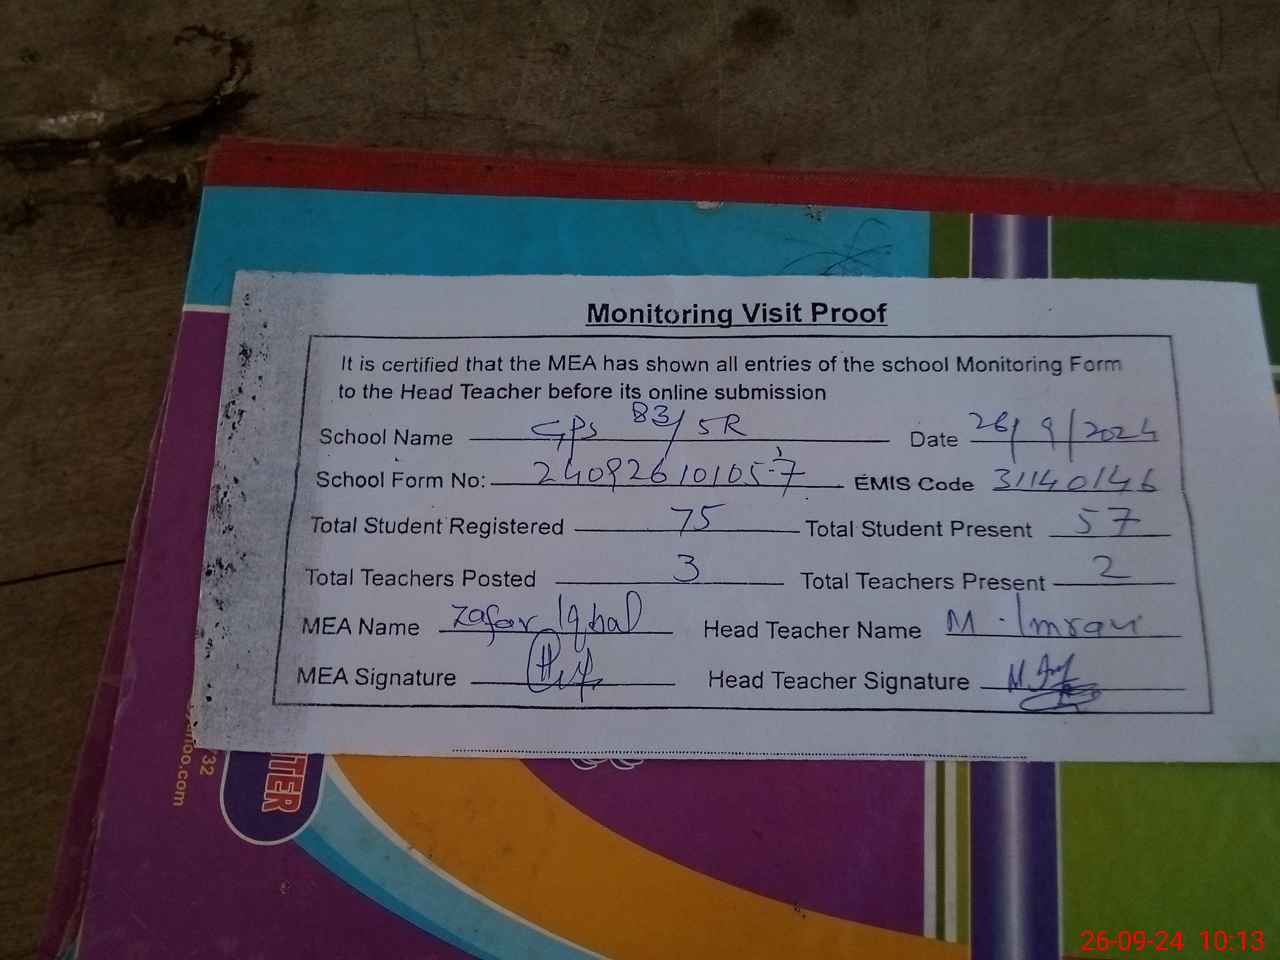 Monitoring Visit Proof
It is certified that the MEA has shown all entries of the school Monitoring Form
to the Head Teacher before its online submission
School Name GPS 83/5R Date 26/9/2024
School Form No: 240926101057 EMIS Code 31140146
Total Student Registered 75 Total Student Present 57
Total Teachers Posted 3 Total Teachers Present 2
MEA Name Zafar Iqbal Head Teacher Name M. Imran
MEA Signature Head Teacher Signature
26-09-24 10:13